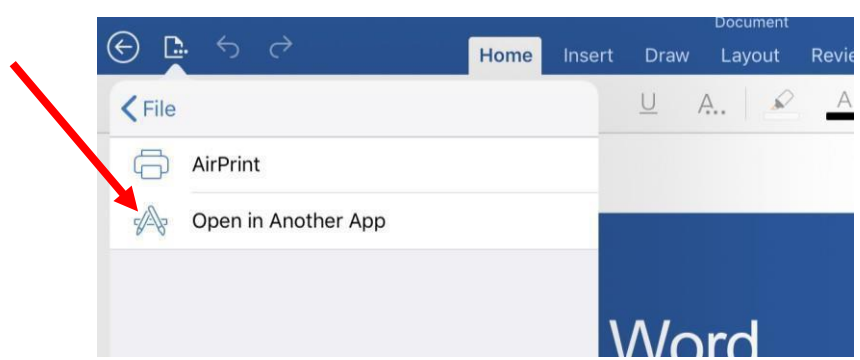 Document
Home Insert Draw Layout Revie
File
U A.. A
AirPrint
Open in Another App
Word